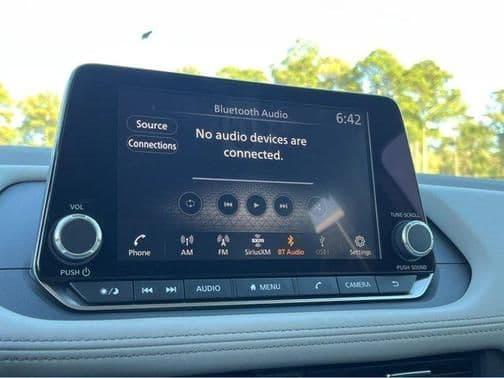 Bluetooth Audio
6:42
Source
Connections
No audio devices are
connected.
VOL
TUNE·SCROLL
Phone
AM
FM
sxm
SiriusXM
BT Audio
USB1
Settings
PUSH
PUSH SOUND
AUDIO
MENU
CAMERA